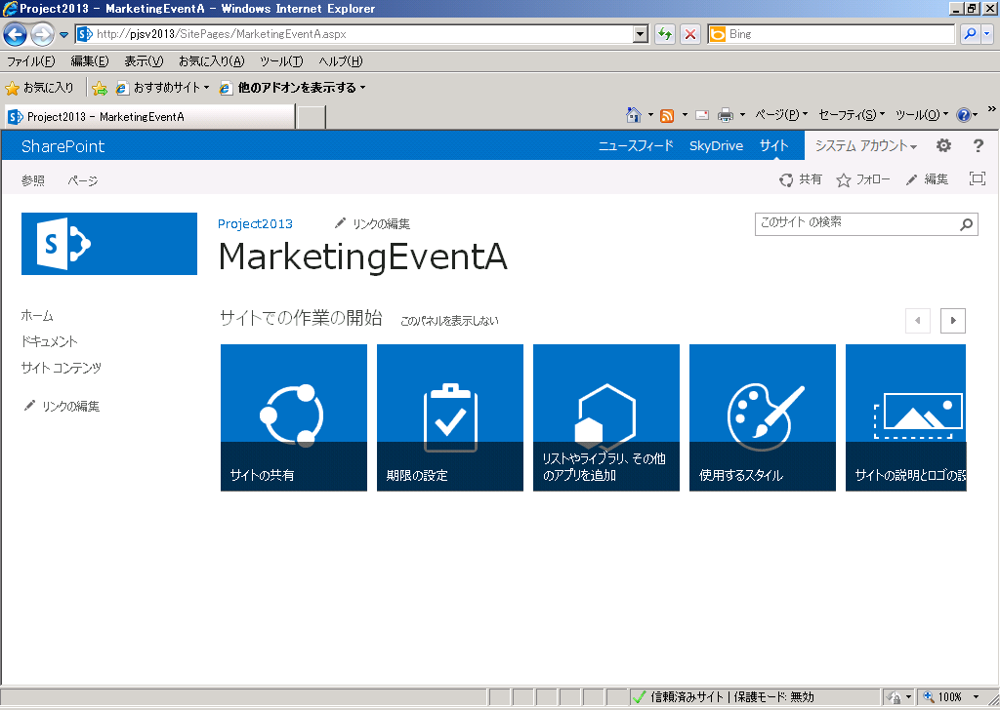 Project2013 - MarketingEventA - Windows Internet Explorer
http://pjsv2013/SitePages/MarketingEventA.aspx
Bing
ファイル(F) 編集(E) 表示(V) お気に入り(A) ツール(T) ヘルプ(H)
お気に入り おすすめサイト 他のアドオンを表示する
Project2013 - MarketingEventA
ページ(P) セーフティ(S) ツール(O) »
SharePoint ニュースフィード SkyDrive サイト システム アカウント ?
参照 ページ 共有 フォロー 編集
S
Project2013 リンクの編集
このサイト の検索
MarketingEventA
ホーム
ドキュメント
サイト コンテンツ
リンクの編集
サイトでの作業の開始 このパネルを表示しない
サイトの共有
期限の設定
リストやライブラリ、その他
のアプリを追加
使用するスタイル
サイトの説明とロゴの設
信頼済みサイト | 保護モード: 無効 100%